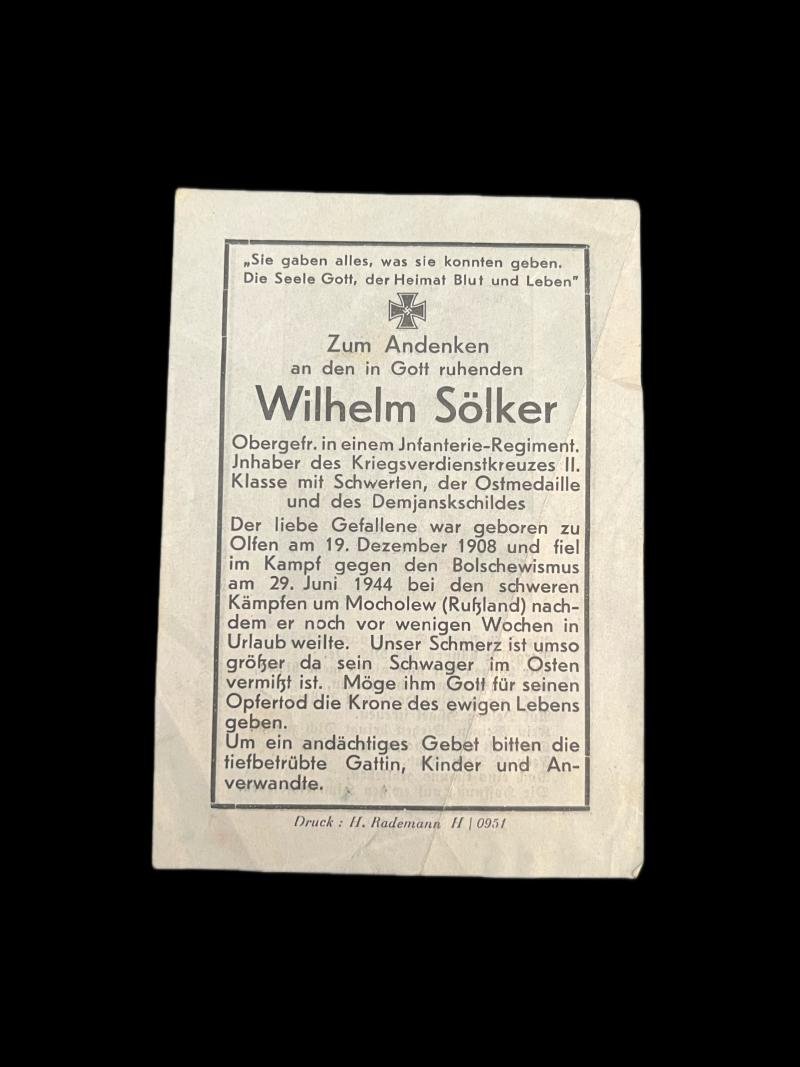 „Sie gaben alles, was sie konnten geben.
Die Seele Gott, der Heimat Blut und Leben"
Zum Andenken
an den in Gott ruhenden
Wilhelm Sölker
Obergefr. in einem Jnfanterie-Regiment.
Jnhaber des Kriegsverdienstkreuzes II.
Klasse mit Schwerten, der Ostmedaille
und des Demjanskschildes
Der liebe Gefallene war geboren zu
Olfen am 19. Dezember 1908 und fiel
im Kampf gegen den Bolschewismus
am 29. Juni 1944 bei den schweren
Kämpfen um Mocholew (Rußland) nach-
dem er noch vor wenigen Wochen in
Urlaub weilte. Unser Schmerz ist umso
größer da sein Schwager im Osten
vermißt ist. Möge ihm Gott für seinen
Opfertod die Krone des ewigen Lebens
geben.
Um ein andächtiges Gebet bitten die
tiefbetrübte Gattin, Kinder und An-
verwandte.
Druck : H. Rademann H | 0951